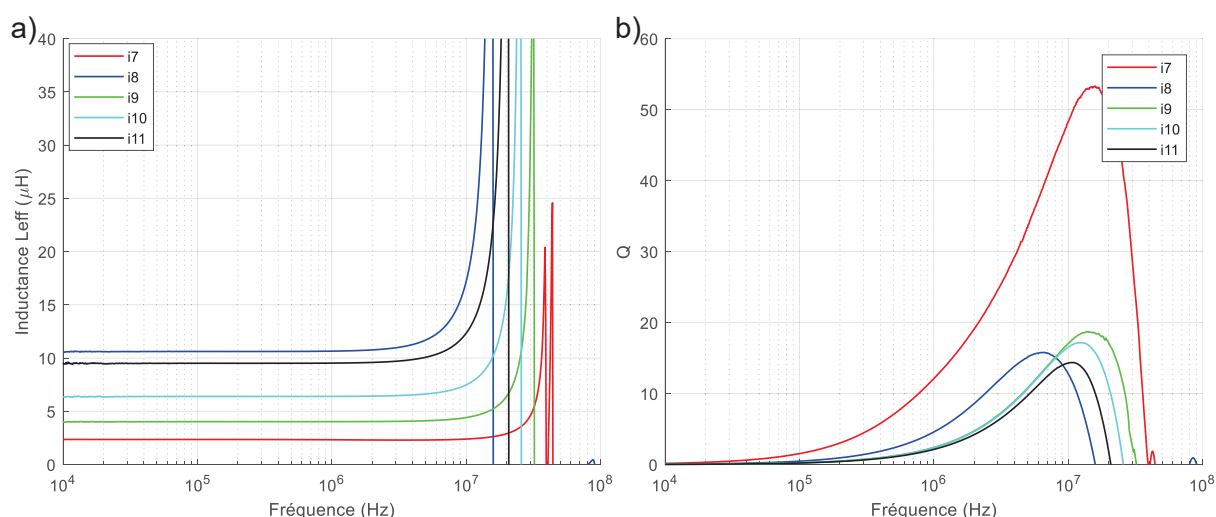 a)
40
35
30
25
20
15
10
5
0
Inductance Leff (μH)
i7
i8
i9
i10
i11
10^4
10^5
10^6
10^7
10^8
Fréquence (Hz)
b)
60
50
40
30
20
10
0
Q
i7
i8
i9
i10
i11
10^4
10^5
10^6
10^7
10^8
Fréquence (Hz)